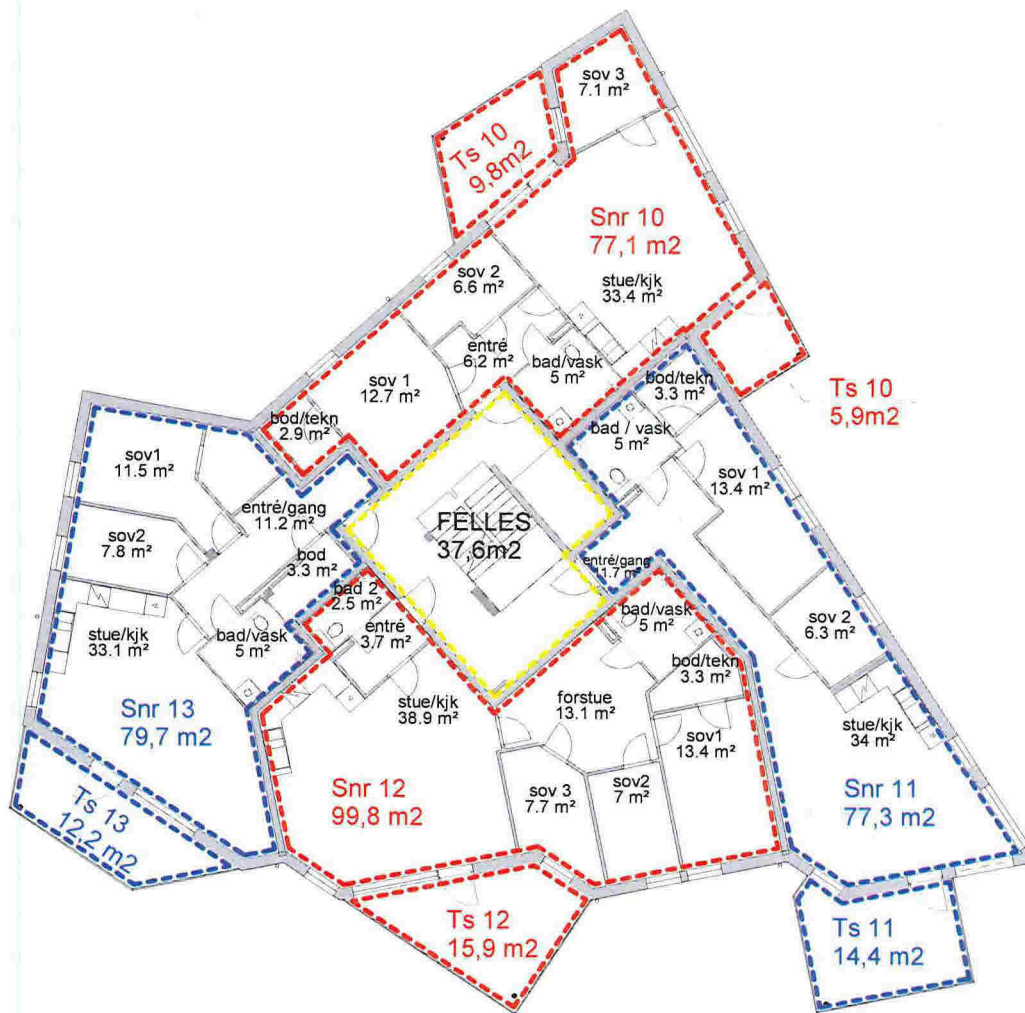 sov 3
7.1 m²
Ts 10
9,8m2
Snr 10
77,1 m2
stue/kjk
33.4 m²
sov 2
6.6 m²
entré
6.2 m²
bad/vask
5 m²
sov 1
12.7 m²
bod/tekn
2.9 m²
bod/tekn
3.3 m²
bad / vask
5 m²
Ts 10
5,9m2
sov 1
13.4 m²
sov1
11.5 m²
entré/gang
11.2 m²
sov2
7.8 m²
bod
3.3 m²
FELLES
37,6m2
entré/gang
11.7 m
bad 2
2.5 m²
entré
3.7 m²
bad/vask
5 m²
stue/kjk
33.1 m²
bad/vask
5 m²
bod/tekn
3.3 m²
sov 2
6.3 m²
stue/kjk
38.9 m²
forstue
13.1 m²
sov1
13.4 m²
Snr 13
79,7 m2
stue/kjk
34 m²
Snr 12
99,8 m2
sov 3
7.7 m²
sov2
7 m²
Snr 11
77,3 m2
Ts 13
12,2 m2
Ts 12
15,9 m2
Ts 11
14,4 m2